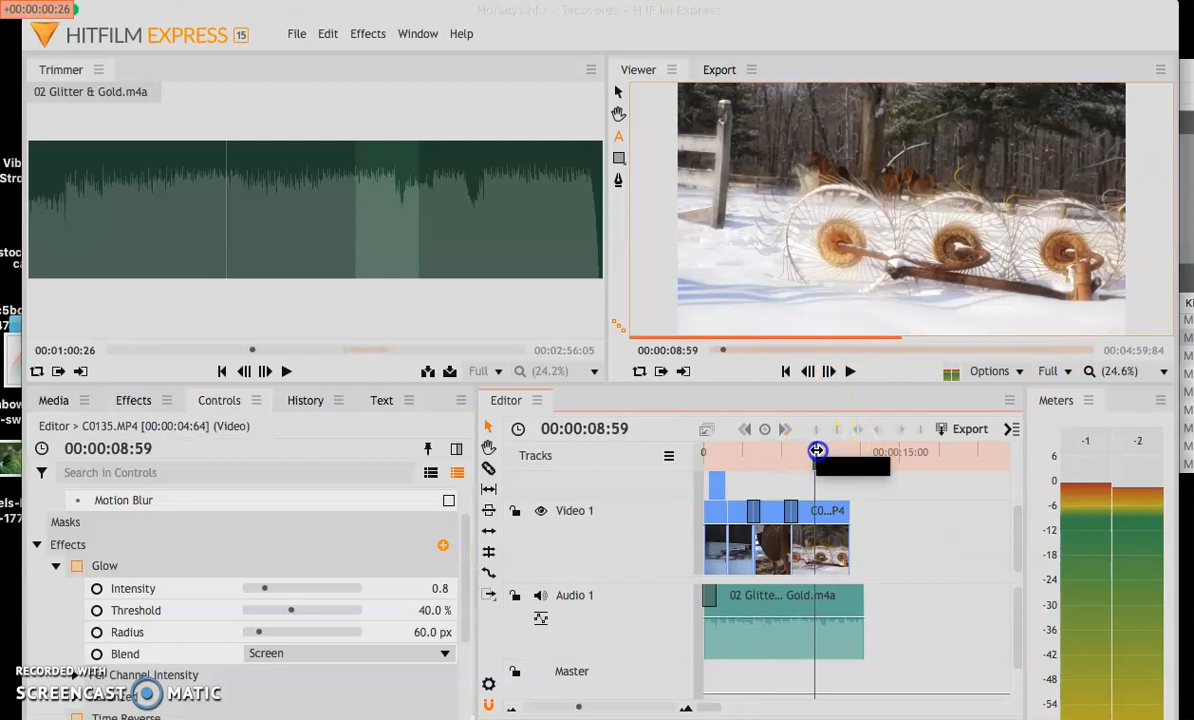 +00:00:00:26
HITFILM EXPRESS 15
File Edit Effects Window Help
Trimmer
Viewer Export
02 Glitter & Gold.m4a
00:01:00:26 00:02:56:05
Full (24.2%)
00:00:08:59 00:04:59:84
Options Full (24.6%)
Media Effects Controls History Text
Editor
Meters
Editor > C0135.MP4 [00:00:04:64] (Video)
00:00:08:59
00:00:08:59
Export
-1 -2
Search in Controls
Tracks
0 00:00:15:00
Motion Blur
Masks
Effects
Glow
Intensity 0.8
Threshold 40.0 %
Radius 60.0 px
Blend Screen
Per Channel Intensity
Time Reverse
Video 1
C0...P4
Audio 1
02 Glitte... Gold.m4a
Master
6
0
-6
-12
-18
-24
-30
-36
-42
-48
-54
RECORDED WITH
SCREENCAST MATIC